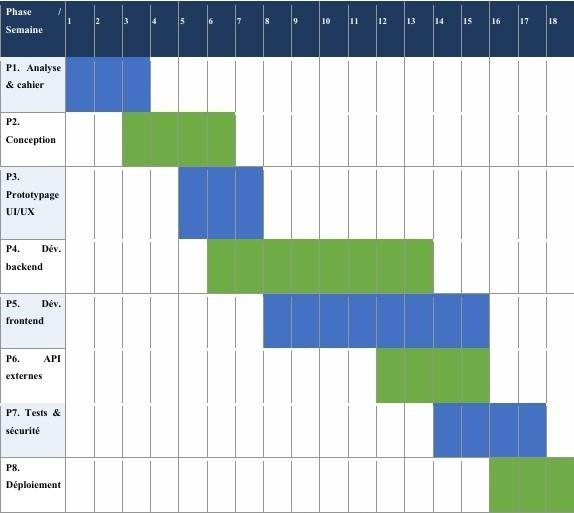 Phase /
Semaine
1 2 3 4 5 6 7 8 9 10 11 12 13 14 15 16 17 18
P1. Analyse
& cahier
P2.
Conception
P3.
Prototypage
UI/UX
P4. Dév.
backend
P5. Dév.
frontend
P6. API
externes
P7. Tests &
sécurité
P8.
Déploiement